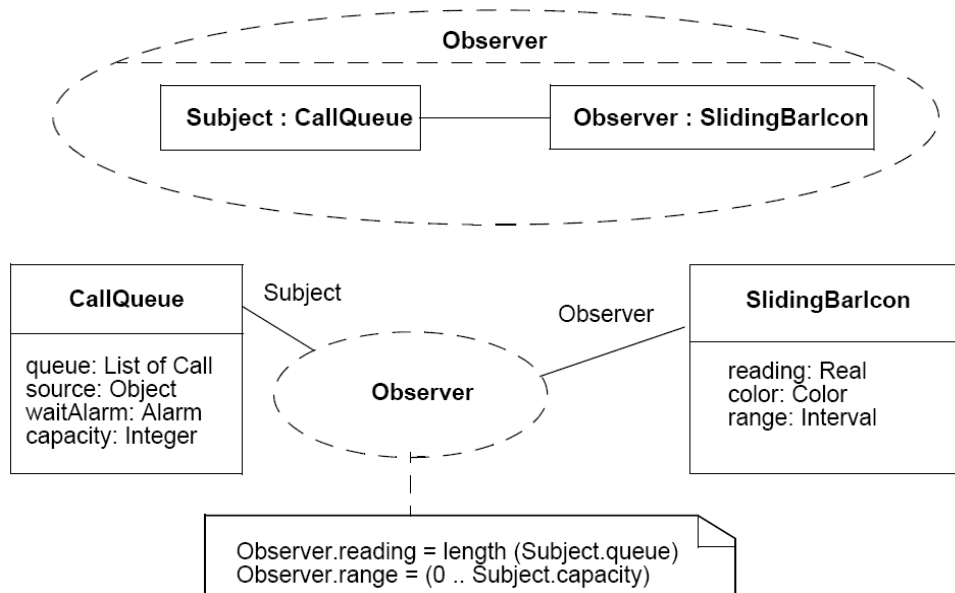 Observer
Subject : CallQueue
Observer : SlidingBarIcon
CallQueue
Subject
Observer
SlidingBarIcon
queue: List of Call
source: Object
waitAlarm: Alarm
capacity: Integer
Observer
reading: Real
color: Color
range: Interval
Observer.reading = length (Subject.queue)
Observer.range = (0 .. Subject.capacity)